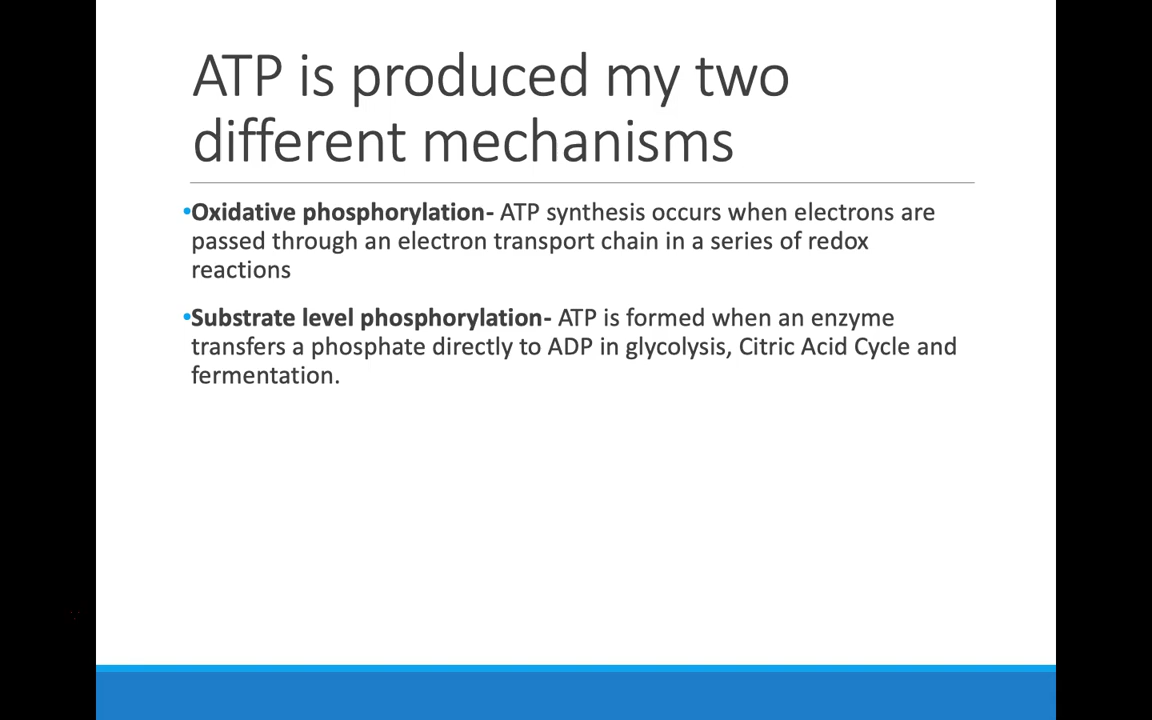 ATP is produced my two
different mechanisms
•Oxidative phosphorylation- ATP synthesis occurs when electrons are
passed through an electron transport chain in a series of redox
reactions
•Substrate level phosphorylation- ATP is formed when an enzyme
transfers a phosphate directly to ADP in glycolysis, Citric Acid Cycle and
fermentation.